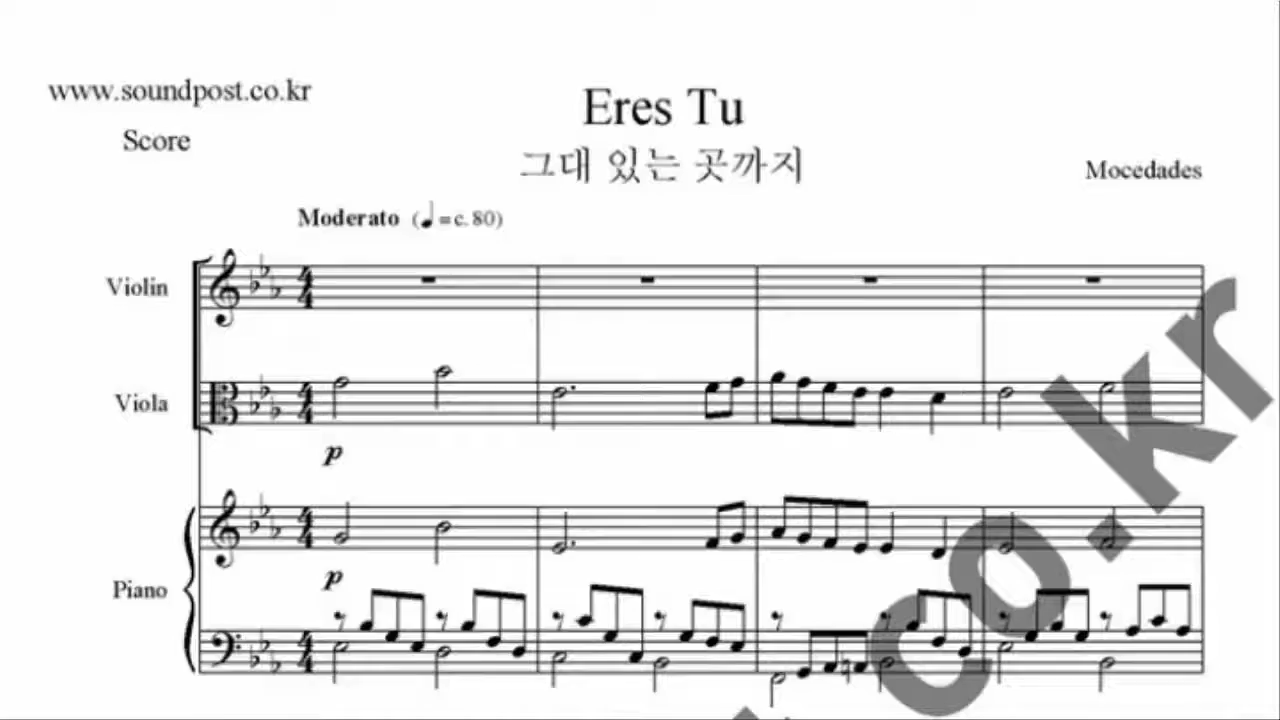 www.soundpost.co.kr
Score
Eres Tu
그대 있는 곳까지
Mocedades
Moderato (♩=c. 80)
Violin
Viola
p
p
Piano
co.kr